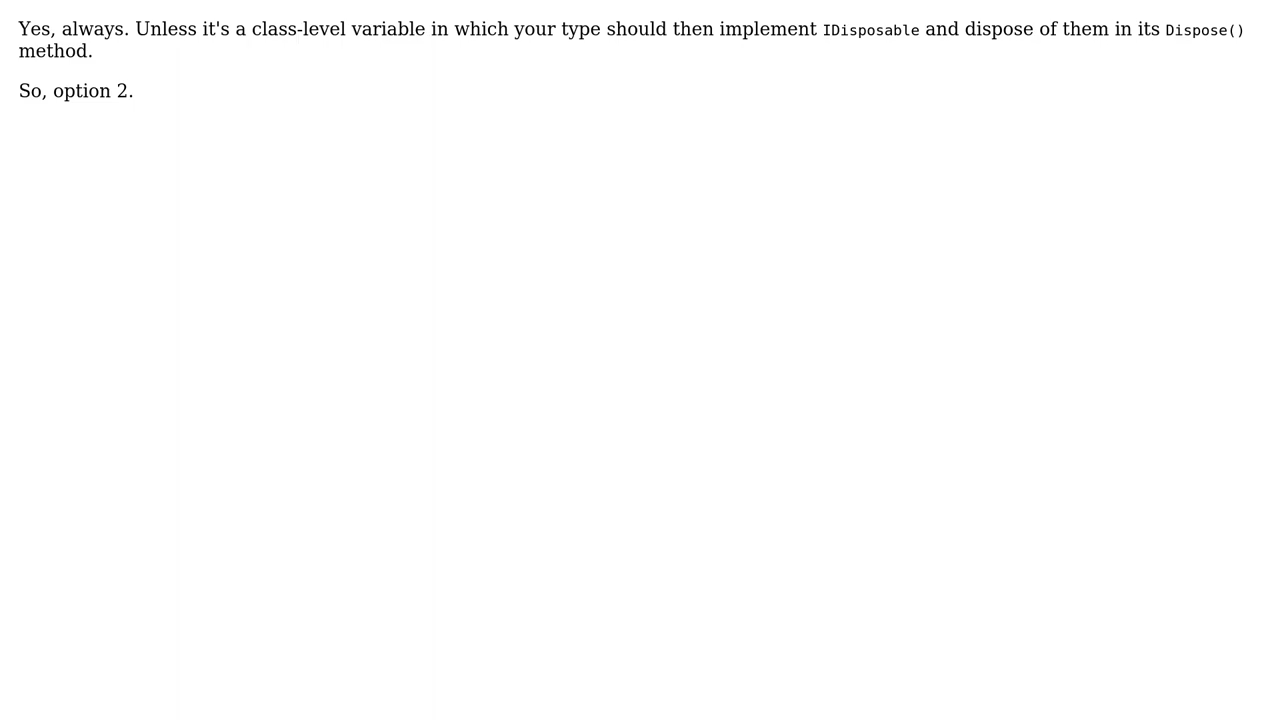 Yes, always. Unless it's a class-level variable in which your type should then implement IDisposable and dispose of them in its Dispose()
method.
So, option 2.